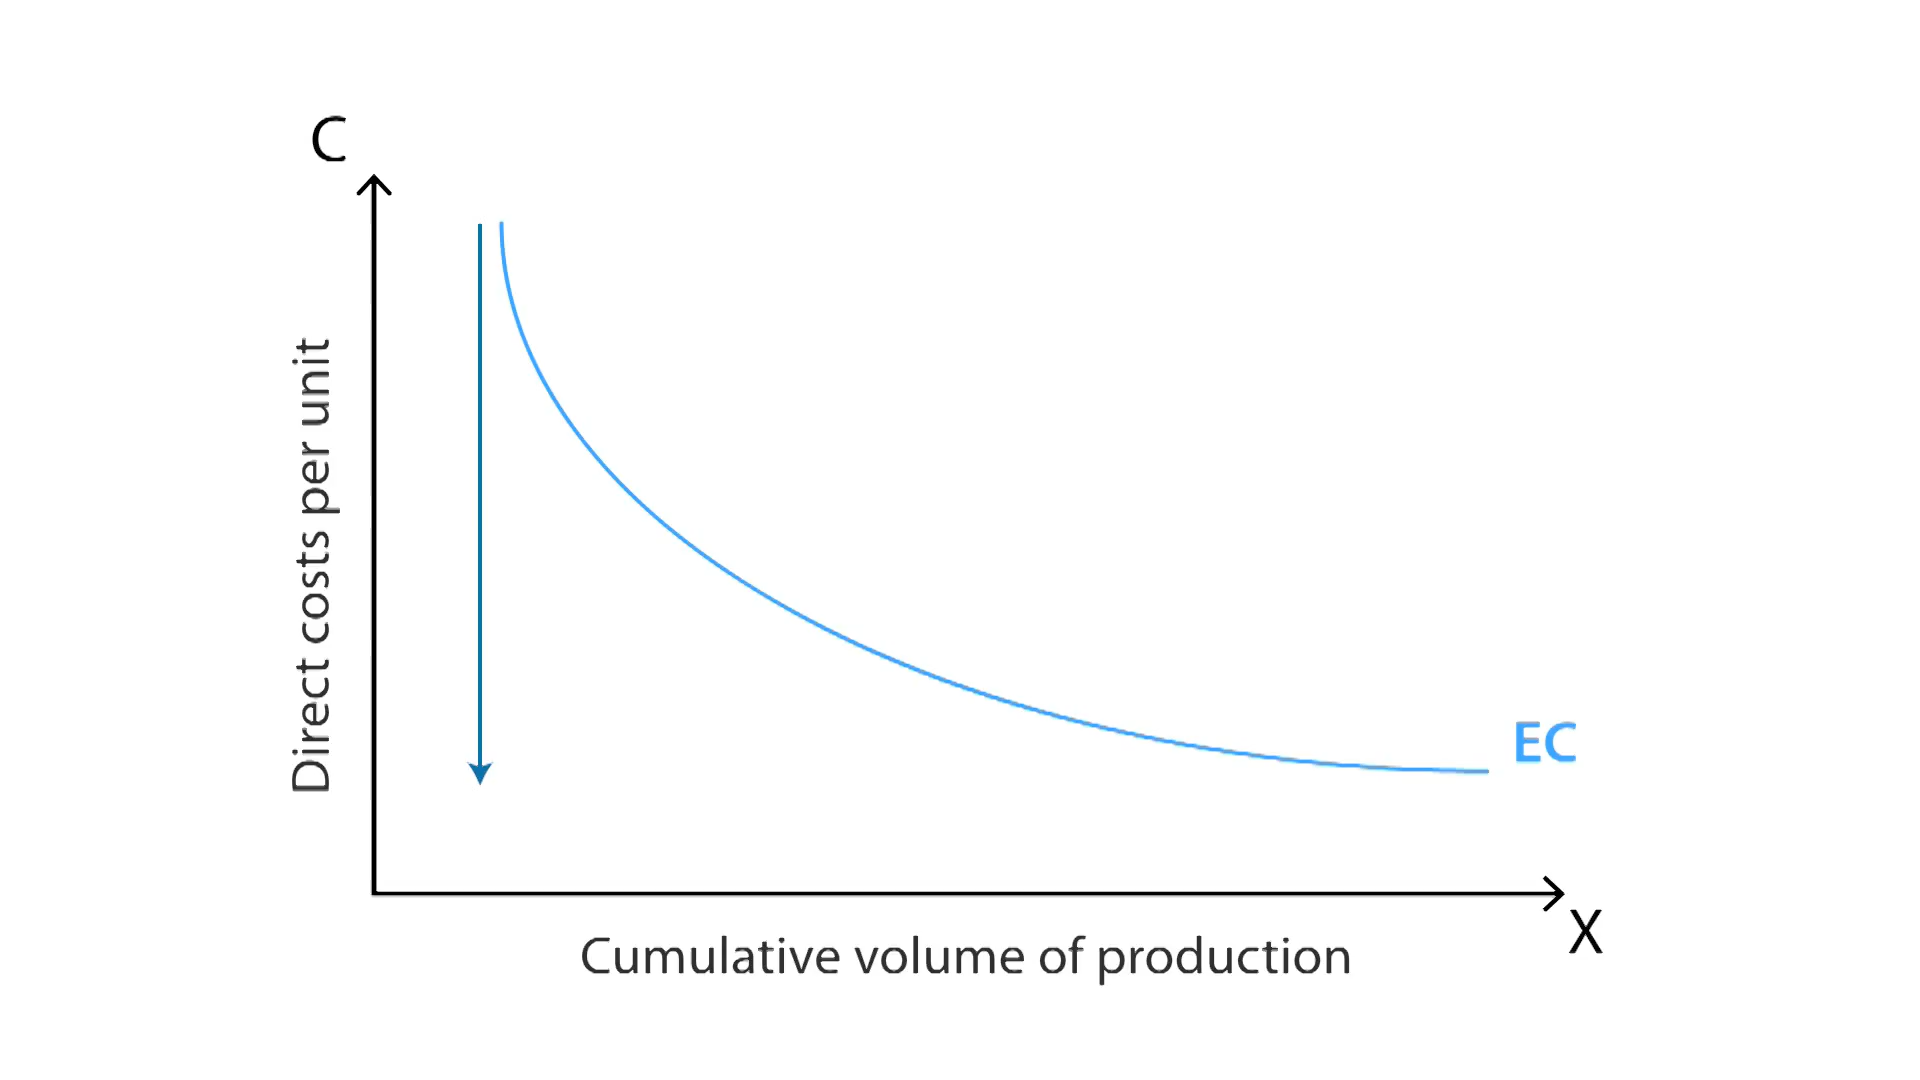 C
Direct costs per unit
EC
X
Cumulative volume of production